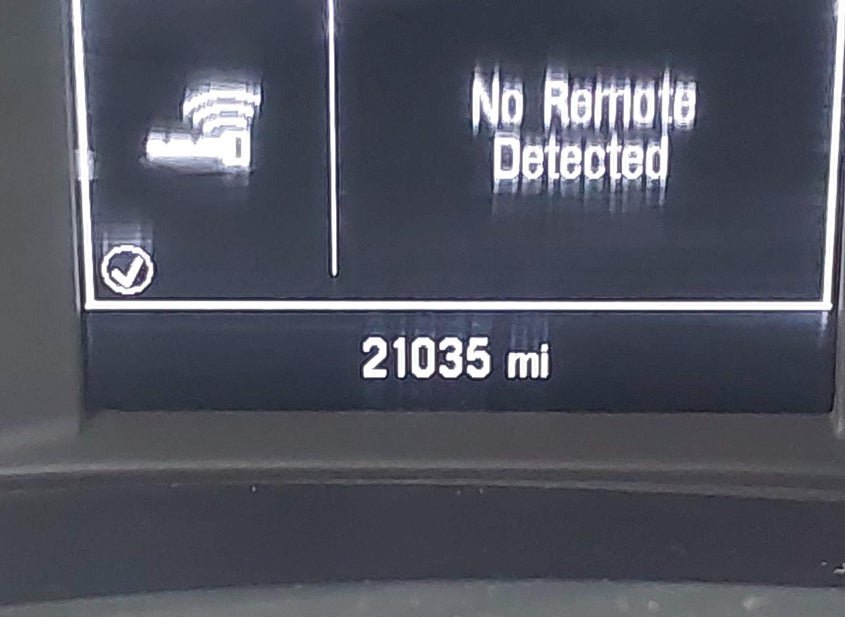 No Remote
Detected
21035 mi